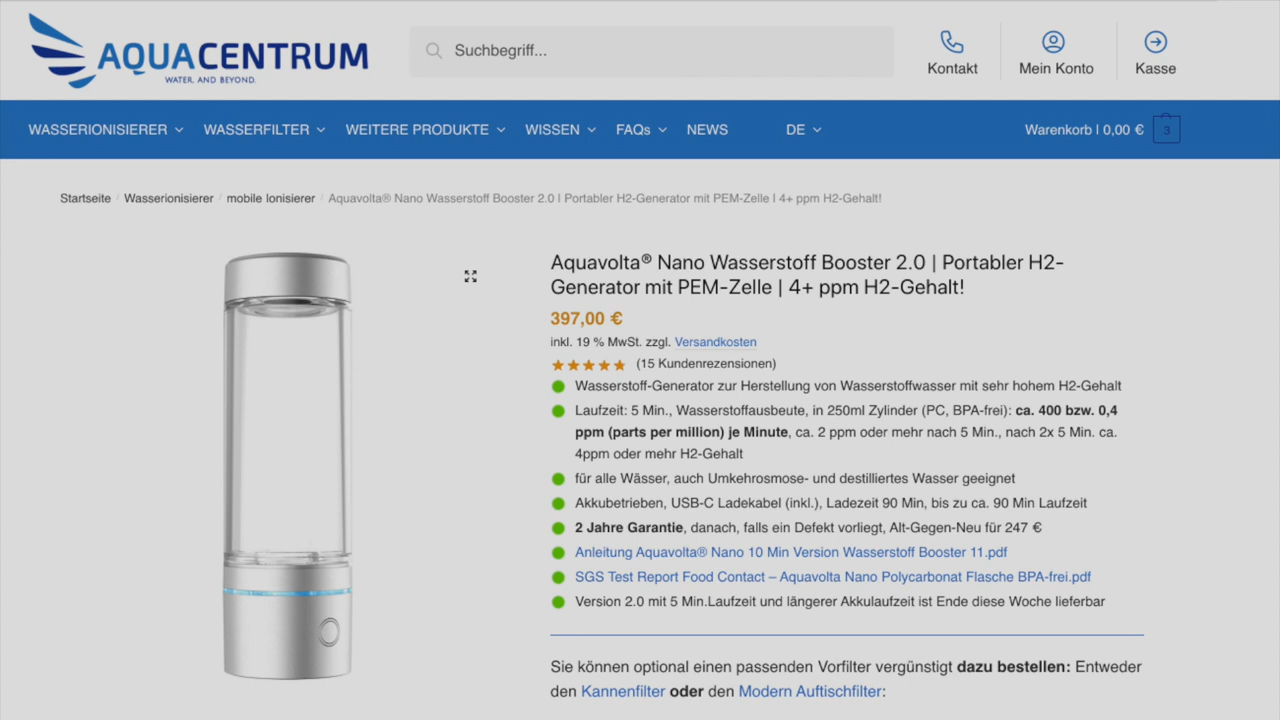 AQUACENTRUM
WATER. AND BEYOND.
Suchbegriff...
Kontakt
Mein Konto
Kasse
WASSERIONISIERER
WASSERFILTER
WEITERE PRODUKTE
WISSEN
FAQs
NEWS
DE
Warenkorb | 0,00 €
3
Startseite / Wasserionisierer / mobile Ionisierer / Aquavolta® Nano Wasserstoff Booster 2.0 | Portabler H2-Generator mit PEM-Zelle | 4+ ppm H2-Gehalt!
Aquavolta® Nano Wasserstoff Booster 2.0 | Portabler H2-
Generator mit PEM-Zelle | 4+ ppm H2-Gehalt!
397,00 €
inkl. 19 % MwSt. zzgl. Versandkosten
(15 Kundenrezensionen)
Wasserstoff-Generator zur Herstellung von Wasserstoffwasser mit sehr hohem H2-Gehalt
Laufzeit: 5 Min., Wasserstoffausbeute, in 250ml Zylinder (PC, BPA-frei): ca. 400 bzw. 0,4
ppm (parts per million) je Minute, ca. 2 ppm oder mehr nach 5 Min., nach 2x 5 Min. ca.
4ppm oder mehr H2-Gehalt
für alle Wässer, auch Umkehrosmose- und destilliertes Wasser geeignet
Akkubetrieben, USB-C Ladekabel (inkl.), Ladezeit 90 Min, bis zu ca. 90 Min Laufzeit
2 Jahre Garantie, danach, falls ein Defekt vorliegt, Alt-Gegen-Neu für 247 €
Anleitung Aquavolta® Nano 10 Min Version Wasserstoff Booster 11.pdf
SGS Test Report Food Contact – Aquavolta Nano Polycarbonat Flasche BPA-frei.pdf
Version 2.0 mit 5 Min.Laufzeit und längerer Akkulaufzeit ist Ende diese Woche lieferbar
Sie können optional einen passenden Vorfilter vergünstigt dazu bestellen: Entweder
den Kannenfilter oder den Modern Auftischfilter: